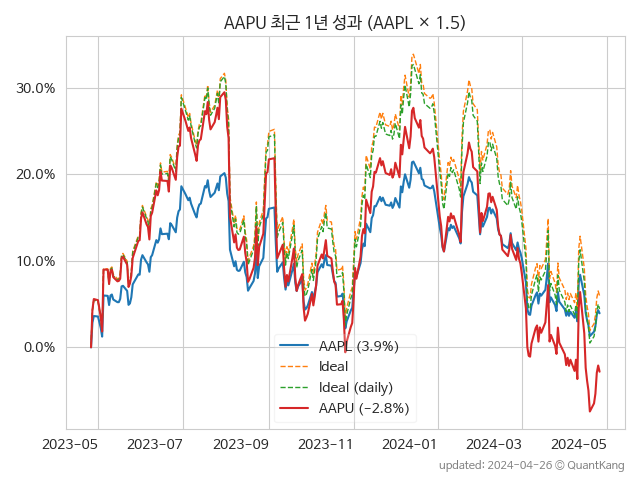 AAPU 최근 1년 성과 (AAPL × 1.5)
30.0%
20.0%
10.0%
0.0%
AAPL (3.9%)
Ideal
Ideal (daily)
AAPU (−2.8%)
2023-05 2023-07 2023-09 2023-11 2024-01 2024-03 2024-05
updated: 2024-04-26 © QuantKang